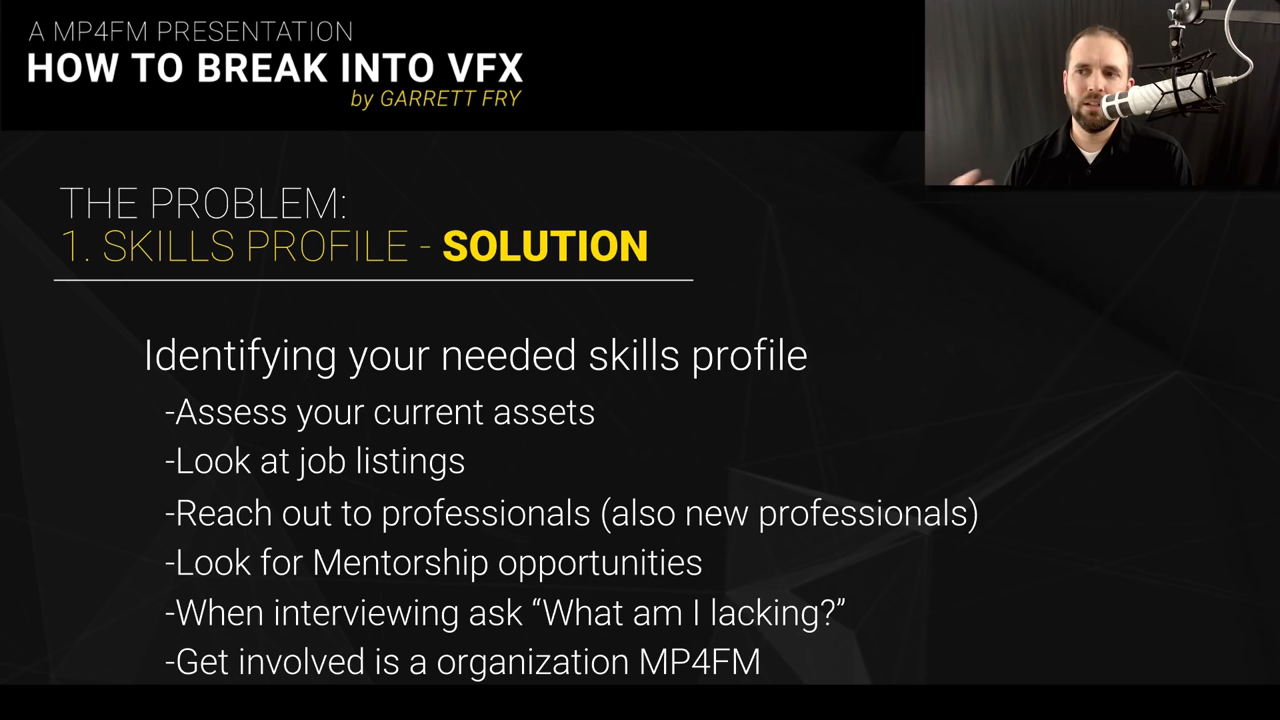 A MP4FM PRESENTATION
HOW TO BREAK INTO VFX
by GARRETT FRY
THE PROBLEM:
1. SKILLS PROFILE - SOLUTION
Identifying your needed skills profile
-Assess your current assets
-Look at job listings
-Reach out to professionals (also new professionals)
-Look for Mentorship opportunities
-When interviewing ask “What am I lacking?”
-Get involved is a organization MP4FM